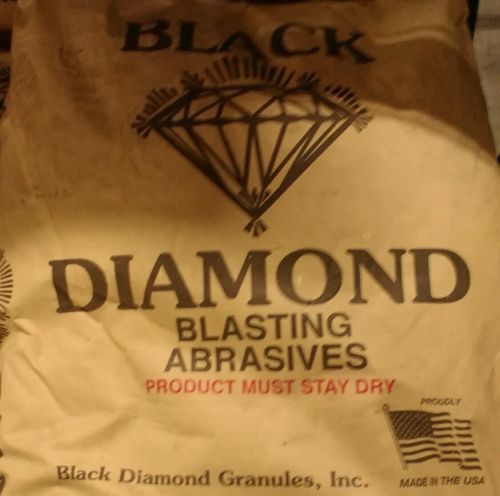 BLACK
DIAMOND
BLASTING
ABRASIVES
PRODUCT MUST STAY DRY
PROUDLY
MADE IN THE USA
Black Diamond Granules, Inc.